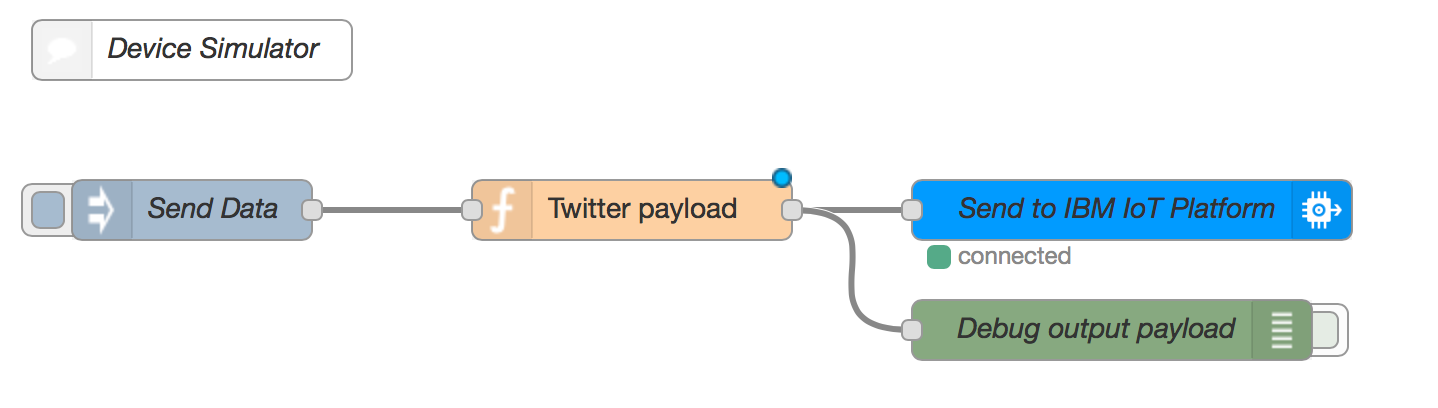 Device Simulator
Send Data
Twitter payload
Send to IBM IoT Platform
connected
Debug output payload